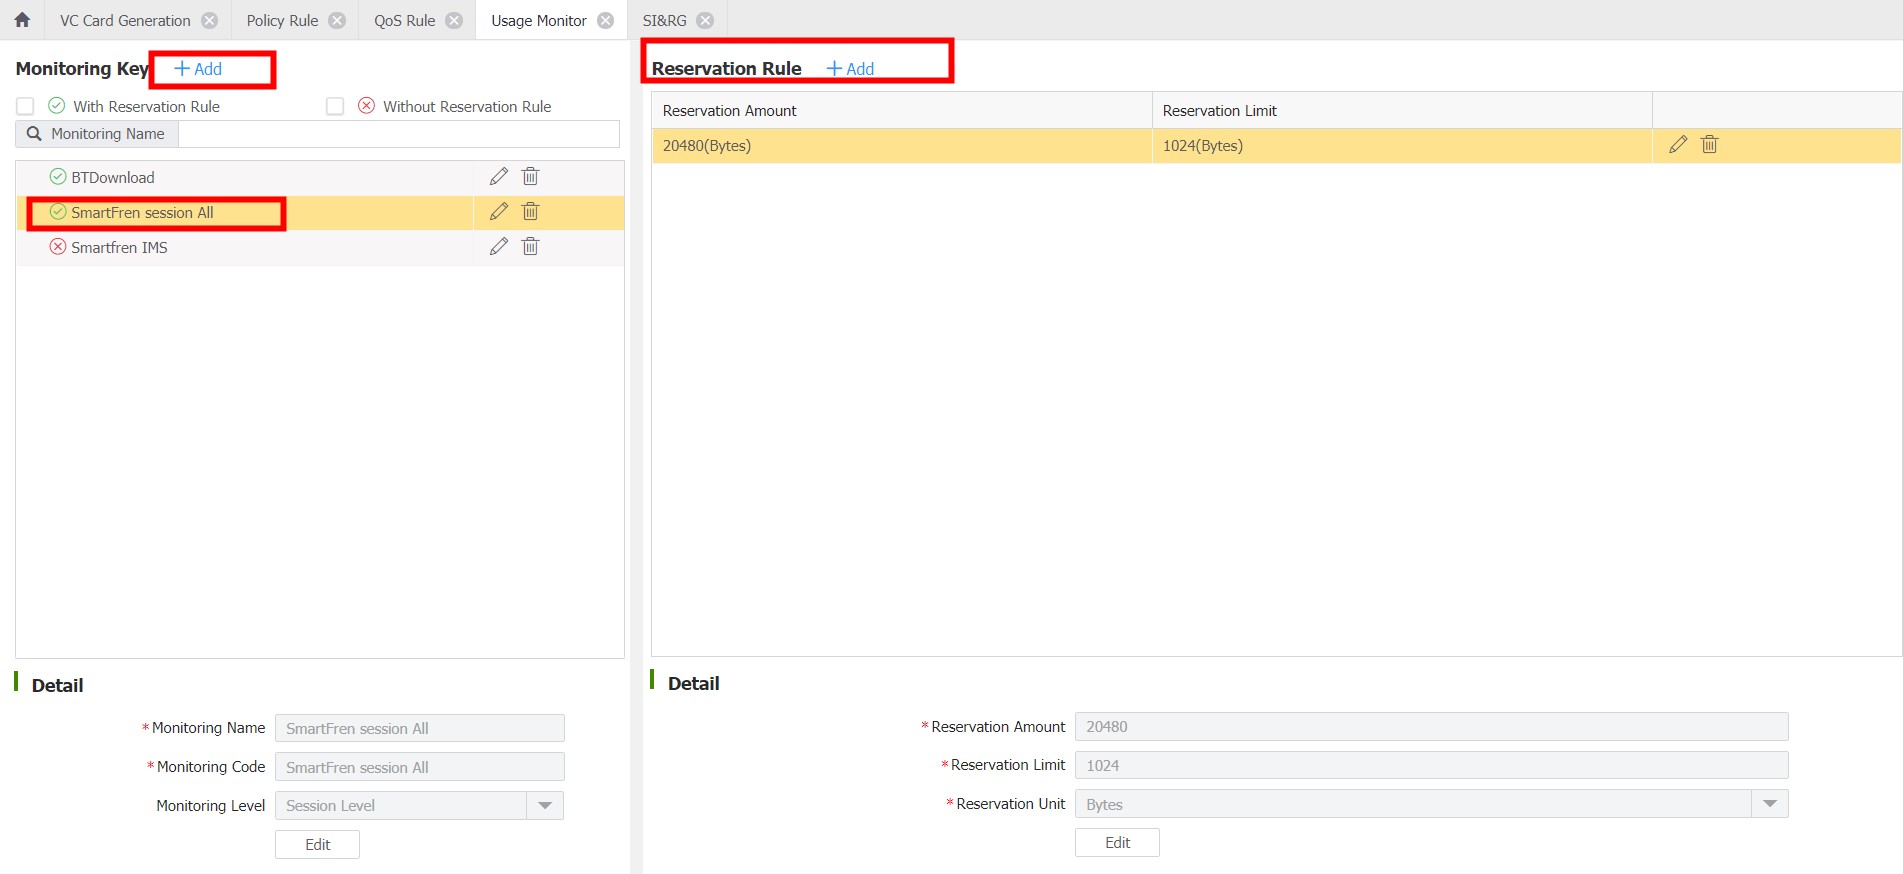 VC Card Generation Policy Rule QoS Rule Usage Monitor SI&RG
Monitoring Key + Add
With Reservation Rule Without Reservation Rule
Monitoring Name
BTDownload
SmartFren session All
Smartfren IMS
Detail
* Monitoring Name SmartFren session All
* Monitoring Code SmartFren session All
Monitoring Level Session Level
Edit
Reservation Rule + Add
Reservation Amount Reservation Limit
20480(Bytes) 1024(Bytes)
Detail
* Reservation Amount 20480
* Reservation Limit 1024
* Reservation Unit Bytes
Edit